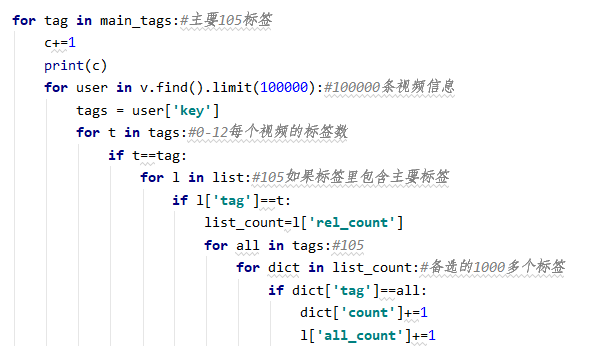 for tag in main_tags:#主要105标签
c+=1
print(c)
for user in v.find().limit(100000):#100000条视频信息
tags = user['key']
for t in tags:#0-12每个视频的标签数
if t==tag:
for l in list:#105如果标签里包含主要标签
if l['tag']==t:
list_count=l['rel_count']
for all in tags:#105
for dict in list_count:#备选的1000多个标签
if dict['tag']==all:
dict['count']+=1
l['all_count']+=1